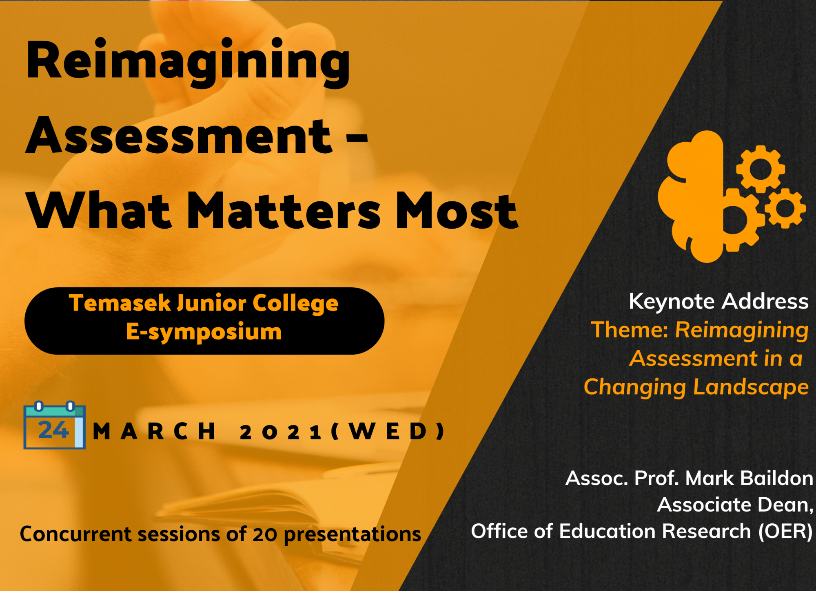 Reimagining
Assessment –
What Matters Most
Temasek Junior College
E-symposium
24 MARCH 2021(WED)
Concurrent sessions of 20 presentations
Keynote Address
Theme: Reimagining
Assessment in a
Changing Landscape
Assoc. Prof. Mark Baildon
Associate Dean,
Office of Education Research (OER)